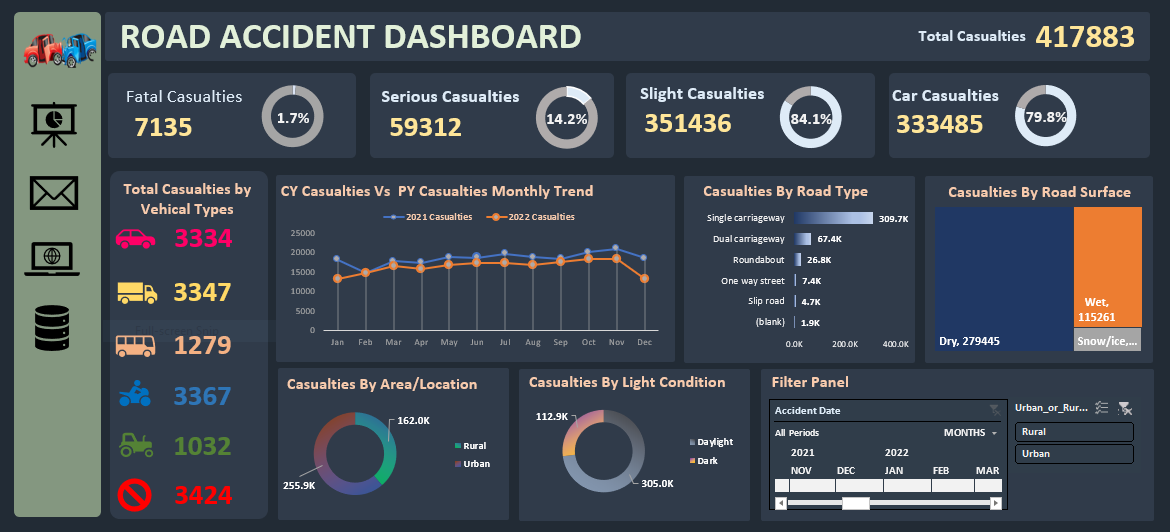 ROAD ACCIDENT DASHBOARD
Total Casualties 417883
Fatal Casualties
7135
1.7%
Serious Casualties
59312
14.2%
Slight Casualties
351436
84.1%
Car Casualties
333485
79.8%
Total Casualties by
Vehical Types
3334
3347
1279
3367
1032
3424
CY Casualties Vs PY Casualties Monthly Trend
2021 Casualties 2022 Casualties
25000
20000
15000
10000
5000
0
Jan Feb Mar Apr May Jun Jul Aug Sep Oct Nov Dec
Casualties By Road Type
Single carriageway 309.7K
Dual carriageway 67.4K
Roundabout 26.8K
One way street 7.4K
Slip road 4.7K
(blank) 1.9K
0.0K 200.0K 400.0K
Casualties By Road Surface
Dry, 279445
Wet,
115261
Snow/ice,...
Casualties By Area/Location
162.0K
255.9K
Rural
Urban
Casualties By Light Condition
112.9K
305.0K
Daylight
Dark
Filter Panel
Accident Date
All Periods MONTHS
2021 2022
NOV DEC JAN FEB MAR
Urban_or_Rur...
Rural
Urban